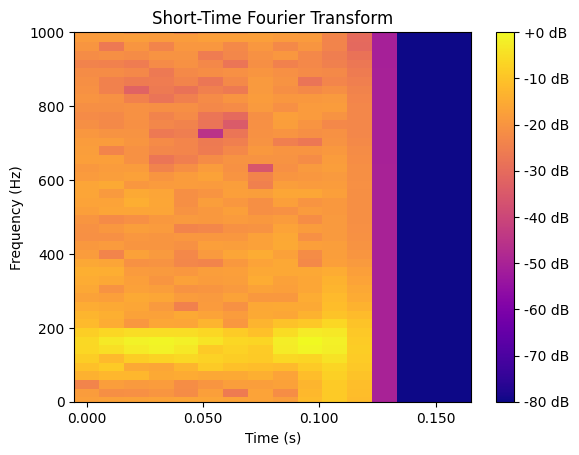 Short-Time Fourier Transform
1000
800
600
400
200
0
Frequency (Hz)
0.000
0.050
0.100
0.150
Time (s)
+0 dB
-10 dB
-20 dB
-30 dB
-40 dB
-50 dB
-60 dB
-70 dB
-80 dB